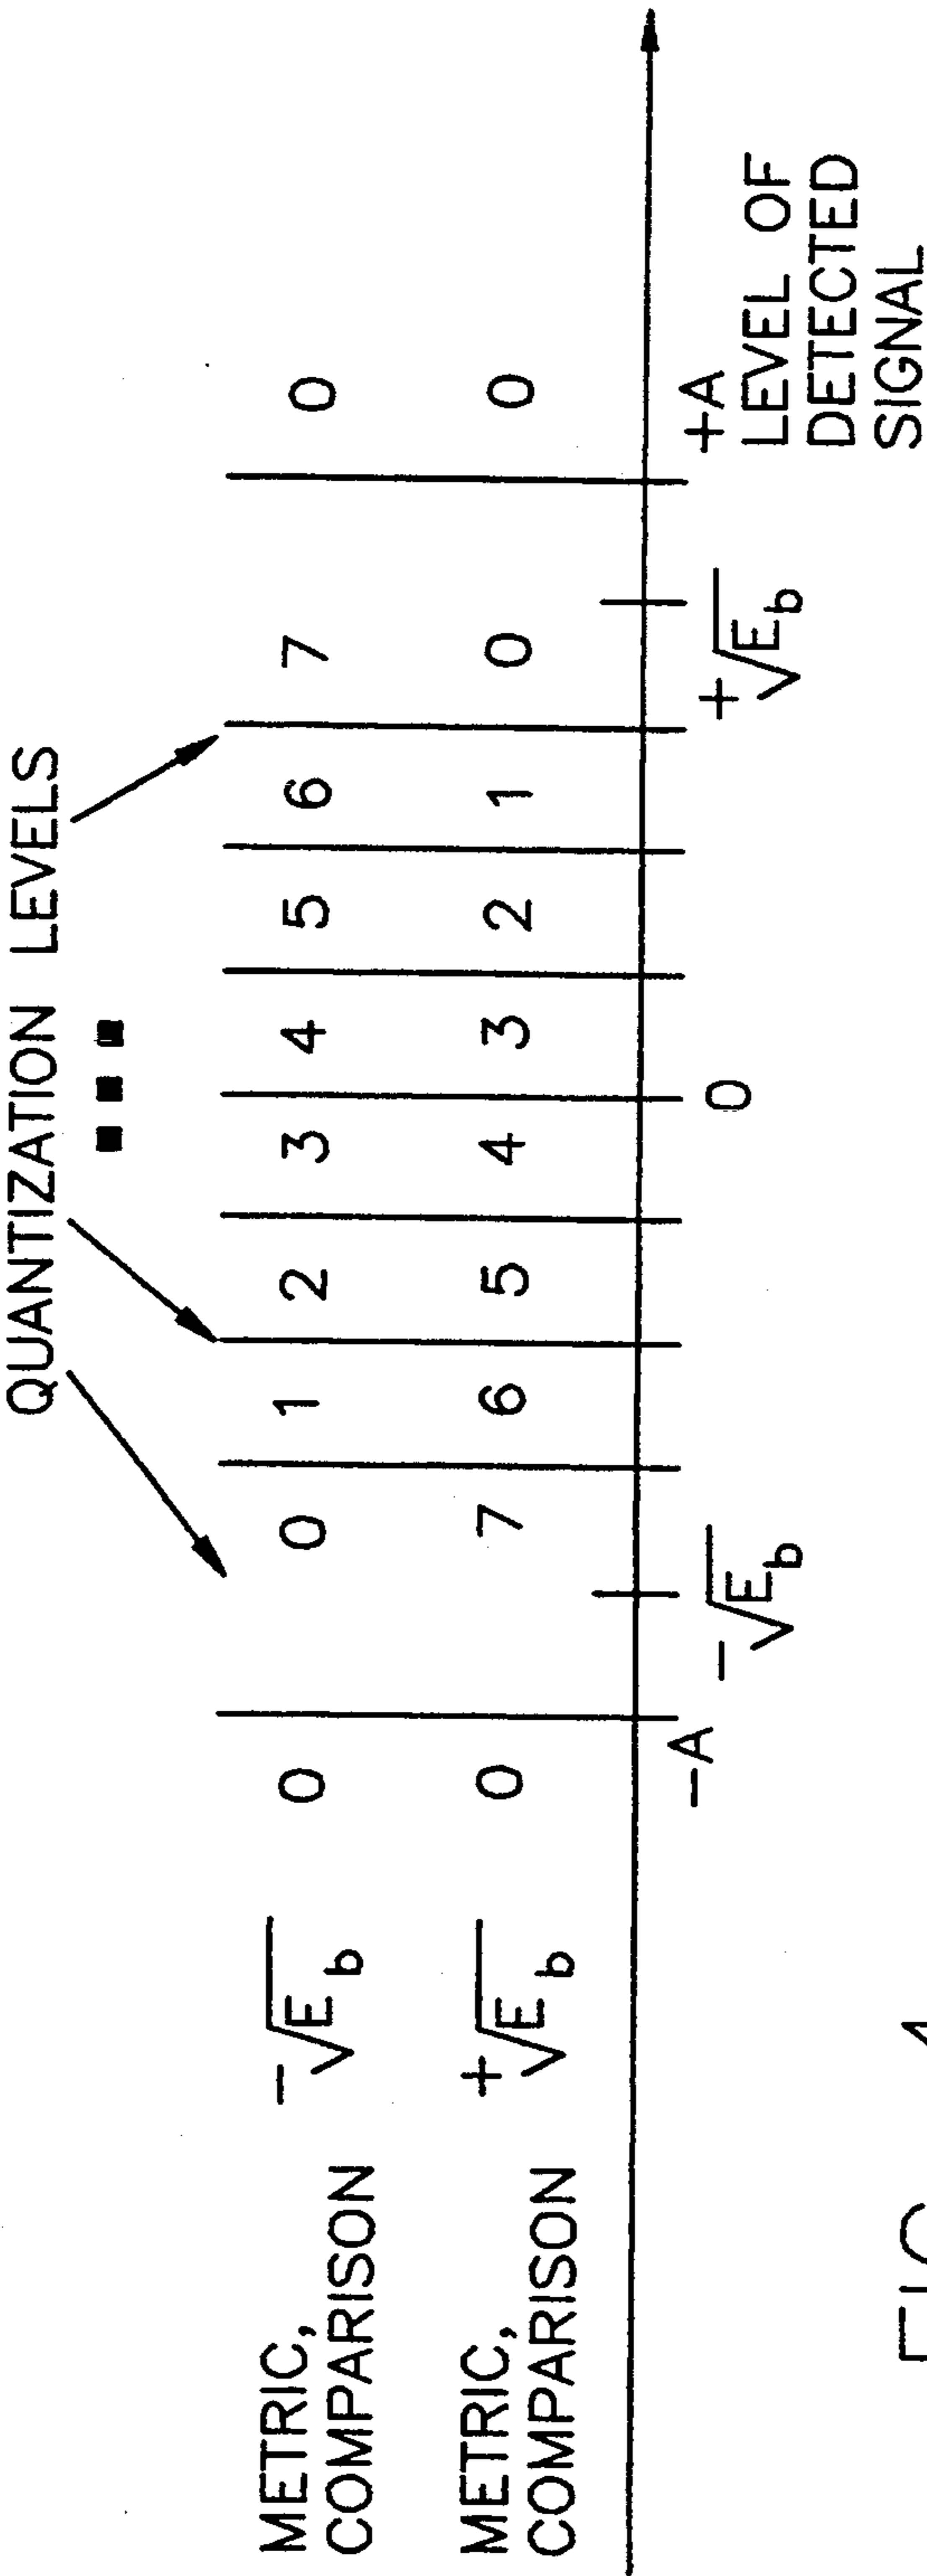 QUANTIZATION LEVELS
METRIC, COMPARISON −√E_b 0 0 1 2 3 4 5 6 7 0
METRIC, COMPARISON +√E_b 0 7 6 5 4 3 2 1 0 0
−A −√E_b 0 +√E_b +A
LEVEL OF
DETECTED
SIGNAL